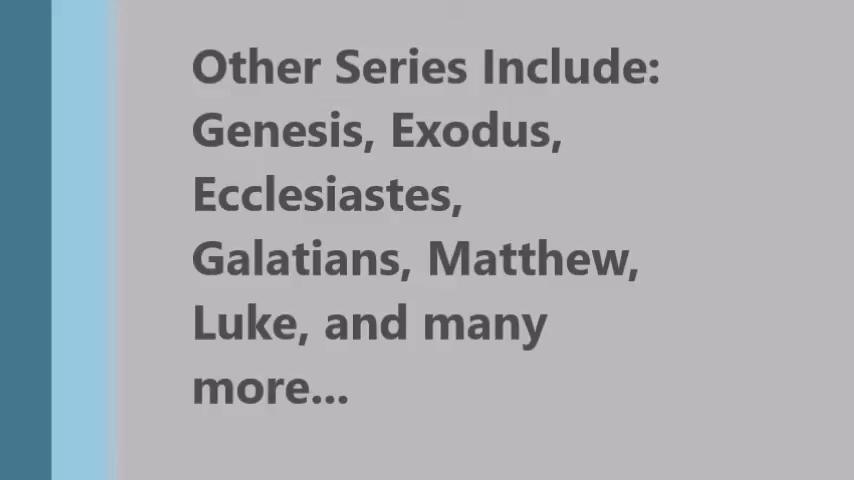 Other Series Include:
Genesis, Exodus,
Ecclesiastes,
Galatians, Matthew,
Luke, and many
more...